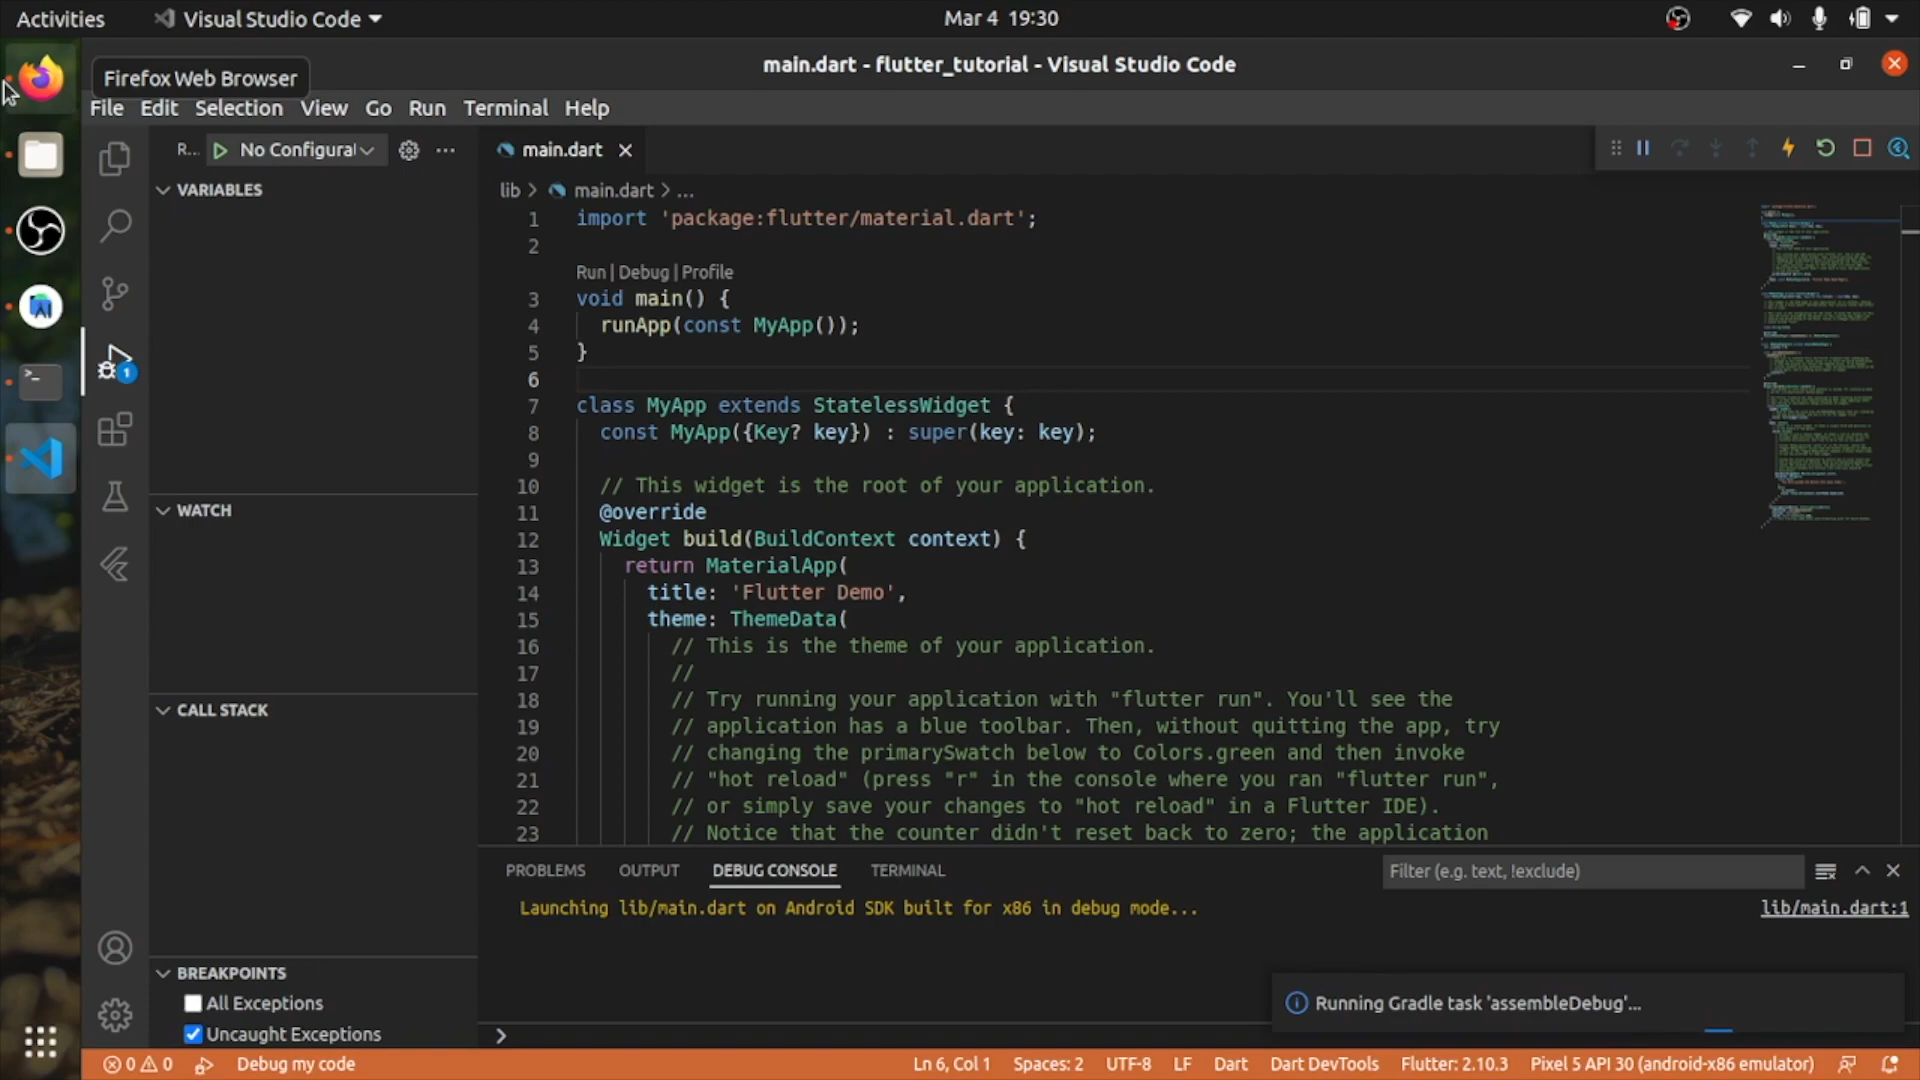 Activities
Visual Studio Code
Mar 4 19:30
Firefox Web Browser
main.dart - flutter_tutorial - Visual Studio Code
File Edit Selection View Go Run Terminal Help
R... No Configura
VARIABLES
WATCH
CALL STACK
BREAKPOINTS
All Exceptions
Uncaught Exceptions
1
main.dart
lib > main.dart > ...
1 import 'package:flutter/material.dart';
2
Run | Debug | Profile
3 void main() {
4 runApp(const MyApp());
5 }
6
7 class MyApp extends StatelessWidget {
8 const MyApp({Key? key}) : super(key: key);
9
10 // This widget is the root of your application.
11 @override
12 Widget build(BuildContext context) {
13 return MaterialApp(
14 title: 'Flutter Demo',
15 theme: ThemeData(
16 // This is the theme of your application.
17 //
18 // Try running your application with "flutter run". You'll see the
19 // application has a blue toolbar. Then, without quitting the app, try
20 // changing the primarySwatch below to Colors.green and then invoke
21 // "hot reload" (press "r" in the console where you ran "flutter run",
22 // or simply save your changes to "hot reload" in a Flutter IDE).
23 // Notice that the counter didn't reset back to zero; the application
PROBLEMS OUTPUT DEBUG CONSOLE TERMINAL
Filter (e.g. text, !exclude)
Launching lib/main.dart on Android SDK built for x86 in debug mode...
lib/main.dart:1
Running Gradle task 'assembleDebug'...
0 0 Debug my code
Ln 6, Col 1 Spaces: 2 UTF-8 LF Dart Dart DevTools Flutter: 2.10.3 Pixel 5 API 30 (android-x86 emulator)